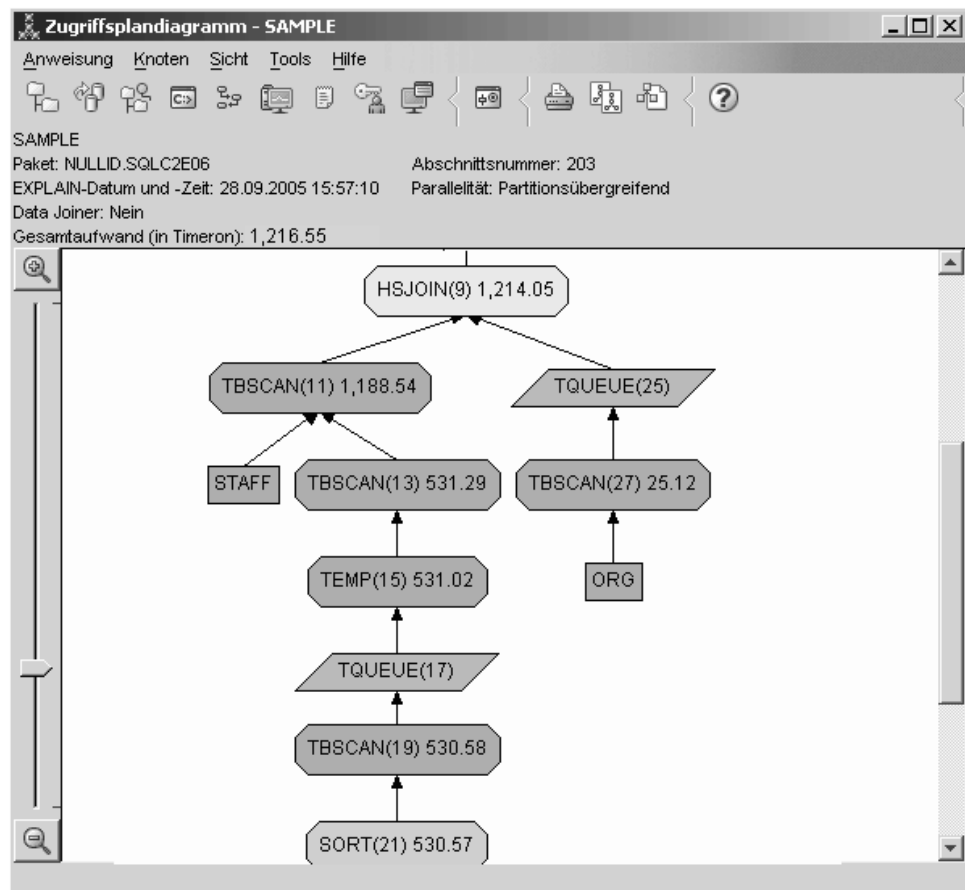 Zugriffsplandiagramm - SAMPLE
Anweisung Knoten Sicht Tools Hilfe
SAMPLE
Paket: NULLID.SQLC2E06 Abschnittsnummer: 203
EXPLAIN-Datum und -Zeit: 28.09.2005 15:57:10 Parallelität: Partitionsübergreifend
Data Joiner: Nein
Gesamtaufwand (in Timeron): 1,216.55
HSJOIN(9) 1,214.05
TBSCAN(11) 1,188.54 TQUEUE(25)
STAFF TBSCAN(13) 531.29 TBSCAN(27) 25.12
TEMP(15) 531.02 ORG
TQUEUE(17)
TBSCAN(19) 530.58
SORT(21) 530.57